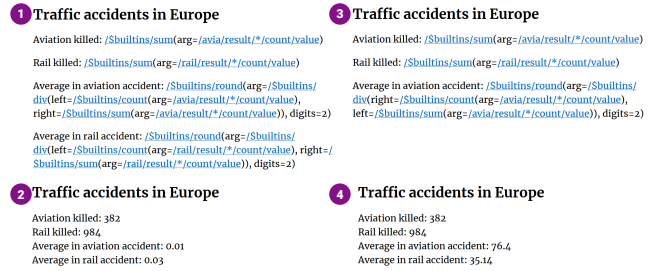 1 Traffic accidents in Europe
Aviation killed: /$builtins/sum(arg=/avia/result/*/count/value)
Rail killed: /$builtins/sum(arg=/rail/result/*/count/value)
Average in aviation accident: /$builtins/round(arg=/$builtins/
div(left=/$builtins/count(arg=/avia/result/*/count/value),
right=/$builtins/sum(arg=/avia/result/*/count/value)), digits=2)
Average in rail accident: /$builtins/round(arg=/$builtins/
div(left=/$builtins/count(arg=/rail/result/*/count/value), right=/
$builtins/sum(arg=/rail/result/*/count/value)), digits=2)
2 Traffic accidents in Europe
Aviation killed: 382
Rail killed: 984
Average in aviation accident: 0.01
Average in rail accident: 0.03
3 Traffic accidents in Europe
Aviation killed: /$builtins/sum(arg=/avia/result/*/count/value)
Rail killed: /$builtins/sum(arg=/rail/result/*/count/value)
Average in aviation accident: /$builtins/round(arg=/$builtins/
div(right=/$builtins/count(arg=/avia/result/*/count/value),
left=/$builtins/sum(arg=/avia/result/*/count/value)), digits=2)
4 Traffic accidents in Europe
Aviation killed: 382
Rail killed: 984
Average in aviation accident: 76.4
Average in rail accident: 35.14